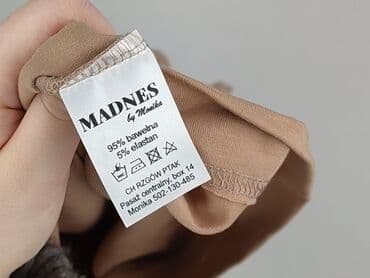 MADNES
by Monika
95% bawełna
5% elastan
CH RZGÓW PTAK
Pasaż centralny, box 14
Monika 502-130-485